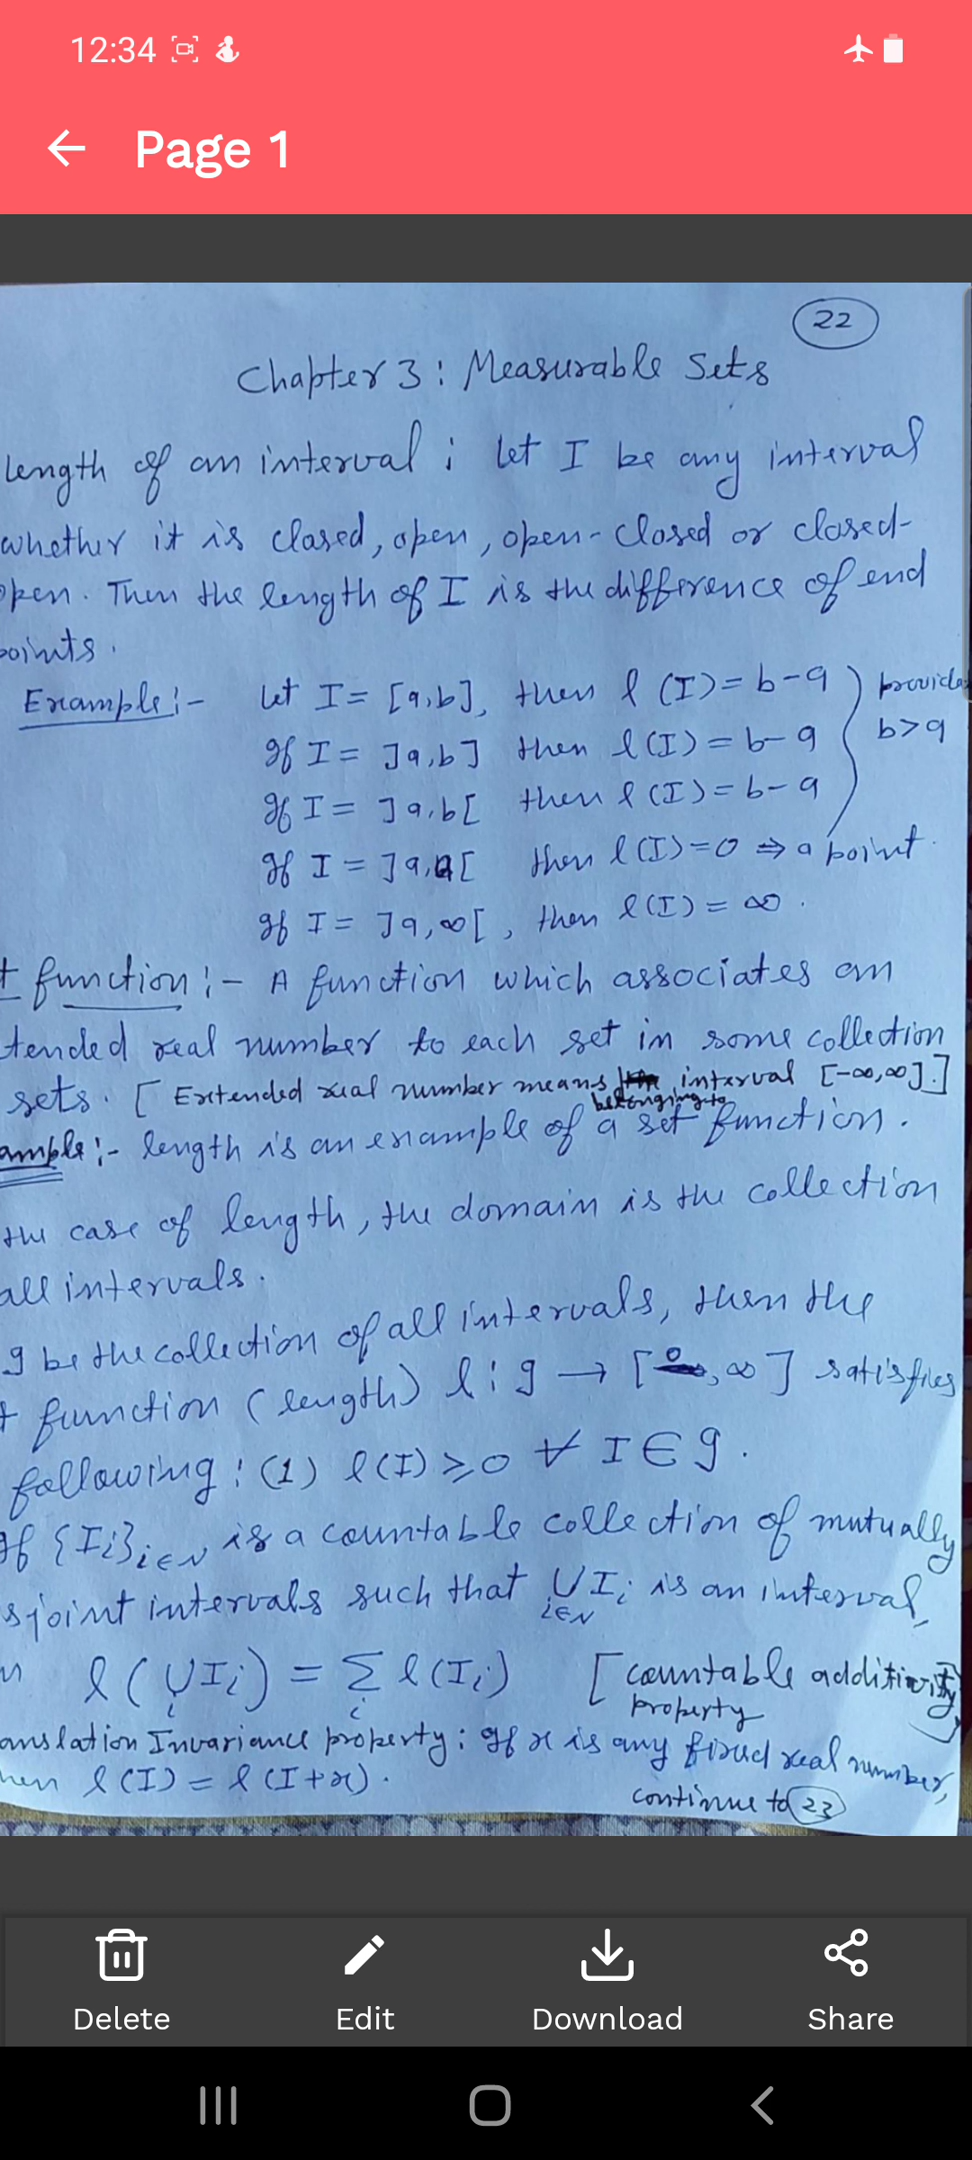 12:34
Page 1
22
Chapter 3: Measurable Sets
length of an interval ; let I be any interval
whether it is closed, open, open-closed or closed-
open. Then the length of I is the difference of end
points.
Example:- let I = [a,b], then l (I) = b-a
provide
If I = ]a,b] then l (I) = b-a
b>a
If I = ]a,b[ then l (I) = b-a
If I = ]a,a[ then l (I) = 0 ⇒ a point.
If I = ]a,∞[, then l (I) = ∞.
t function:- A function which associates an
tended real number to each set in some collection
sets. [ Extended real number means belonging to interval [-∞,∞].]
ample:- length is an example of a set function.
the case of length, the domain is the collection
all intervals.
g be the collection of all intervals, then the
t function (length) l : g → [0,∞] satisfies
following: (1) l(I) ≥ 0 ∀ I ∈ g.
If {Ii}i∈N is a countable collection of mutually
sjoint intervals such that ∪Ii i∈N is an interval,
n l(∪Ii) = Σ l(Ii) [countable additivity
i i property]
anslation Invariance property: If x is any fixed real number,
hen l (I) = l (I+x).
continue to 23
Delete Edit Download Share